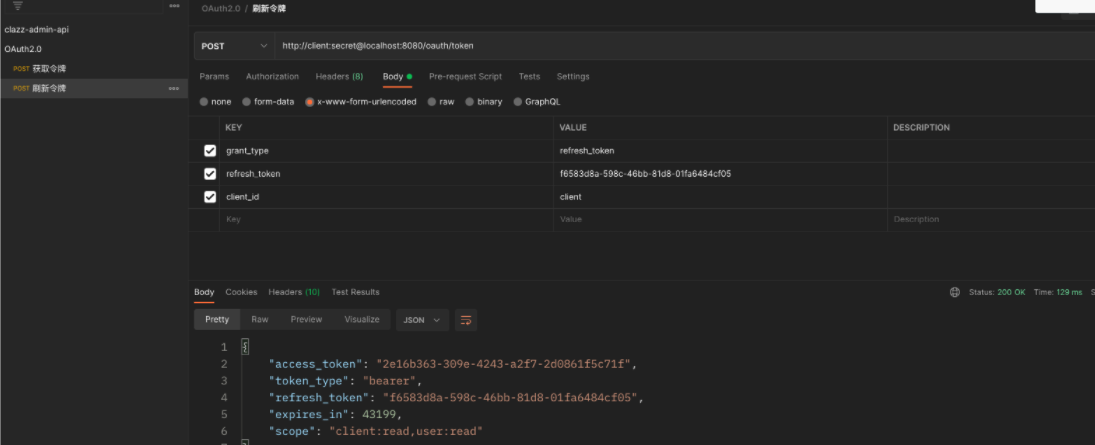 OAuth2.0 / 刷新令牌
clazz-admin-api
OAuth2.0
POST 获取令牌
POST 刷新令牌
POST http://client:secret@localhost:8080/oauth/token
Params Authorization Headers (8) Body Pre-request Script Tests Settings
none form-data x-www-form-urlencoded raw binary GraphQL
KEY VALUE DESCRIPTION
grant_type refresh_token
refresh_token f6583d8a-598c-46bb-81d8-01fa6484cf05
client_id client
Key Value Description
Body Cookies Headers (10) Test Results Status: 200 OK Time: 129 ms
Pretty Raw Preview Visualize JSON
1 {
2 "access_token": "2e16b363-309e-4243-a2f7-2d0861f5c71f",
3 "token_type": "bearer",
4 "refresh_token": "f6583d8a-598c-46bb-81d8-01fa6484cf05",
5 "expires_in": 43199,
6 "scope": "client:read,user:read"